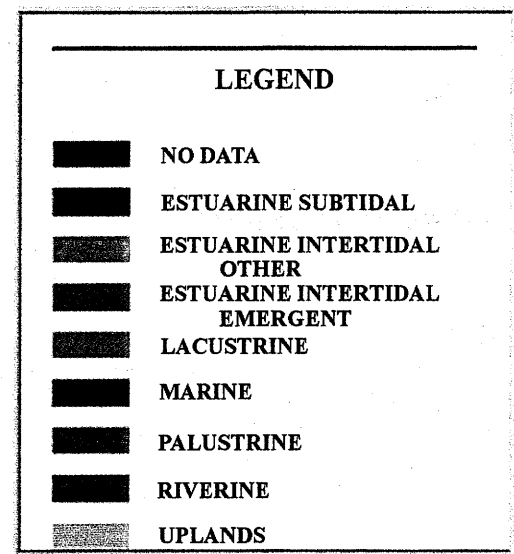 LEGEND
NO DATA
ESTUARINE SUBTIDAL
ESTUARINE INTERTIDAL
OTHER
ESTUARINE INTERTIDAL
EMERGENT
LACUSTRINE
MARINE
PALUSTRINE
RIVERINE
UPLANDS